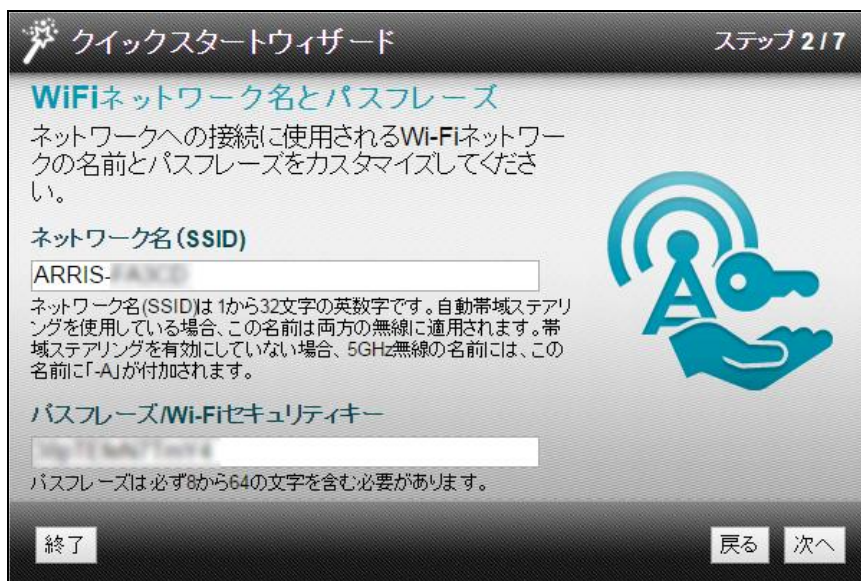 クイックスタートウィザード
ステップ 2 / 7
WiFiネットワーク名とパスフレーズ
ネットワークへの接続に使用されるWi-Fiネットワー
クの名前とパスフレーズをカスタマイズしてくださ
い。
ネットワーク名(SSID)
ARRIS-
ネットワーク名(SSID)は 1から32文字の英数字です。自動帯域ステアリ
ングを使用している場合、この名前は両方の無線に適用されます。帯
域ステアリングを有効にしていない場合、5GHz無線の名前には、この
名前に「-A」が付加されます。
パスフレーズ/Wi-Fiセキュリティキー
パスフレーズは必ず8から64の文字を含む必要があります。
終了
戻る
次へ